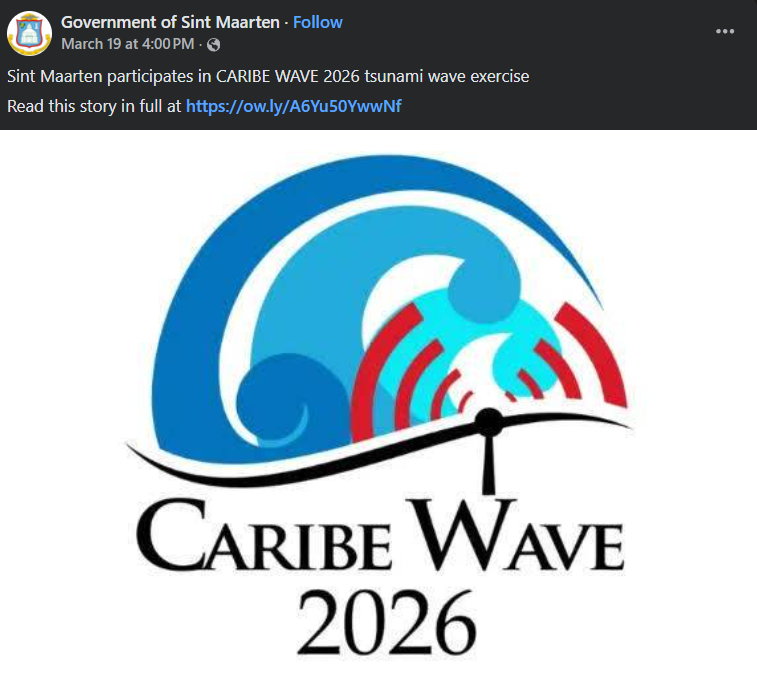 Government of Sint Maarten · Follow
March 19 at 4:00 PM ·
Sint Maarten participates in CARIBE WAVE 2026 tsunami wave exercise
Read this story in full at https://ow.ly/A6Yu50YwwNf
CARIBE WAVE
2026